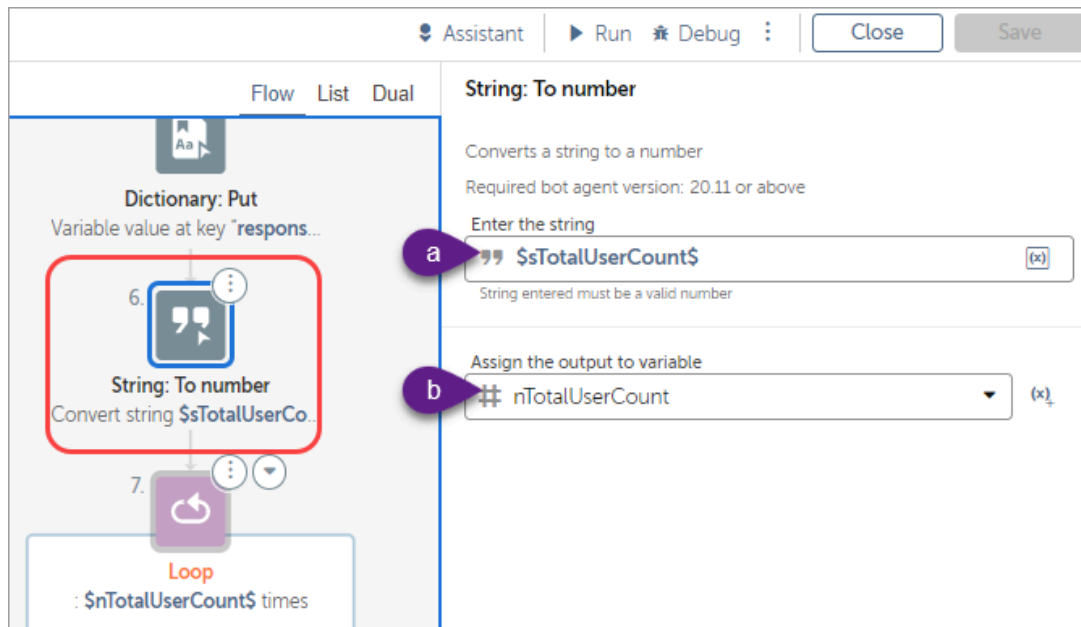 Assistant Run Debug Close Save
Flow List Dual
Aa
Dictionary: Put
Variable value at key "respons...
6.
String: To number
Convert string $sTotalUserCo...
7.
Loop
: $nTotalUserCount$ times
String: To number
Converts a string to a number
Required bot agent version: 20.11 or above
Enter the string
a
$sTotalUserCount$ (x)
String entered must be a valid number
Assign the output to variable
b
nTotalUserCount (x)+